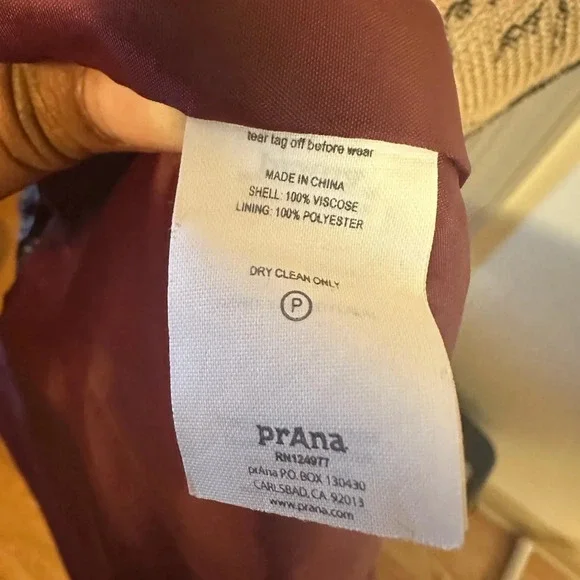 tear tag off before wear
MADE IN CHINA
SHELL: 100% VISCOSE
LINING: 100% POLYESTER
DRY CLEAN ONLY
P
prAna
RN124977
prAna P.O. BOX 130430
CARLSBAD, CA. 92013
www.prana.com